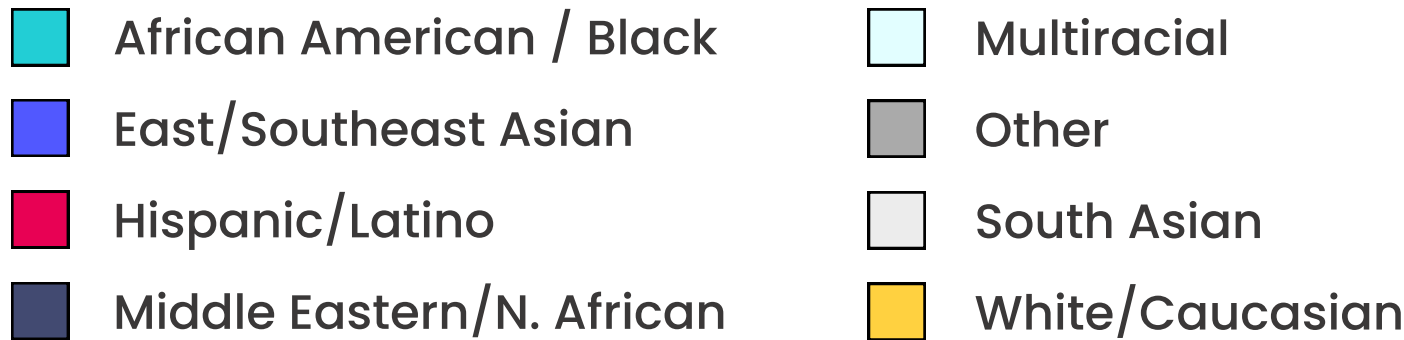 African American / Black
East/Southeast Asian
Hispanic/Latino
Middle Eastern/N. African
Multiracial
Other
South Asian
White/Caucasian